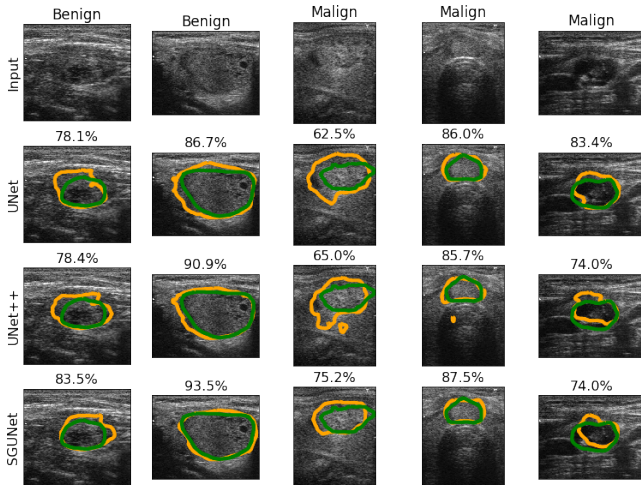 Benign Benign Malign Malign Malign
Input
78.1% 86.7% 62.5% 86.0% 83.4%
UNet
78.4% 90.9% 65.0% 85.7% 74.0%
UNet++
83.5% 93.5% 75.2% 87.5% 74.0%
SGUNet